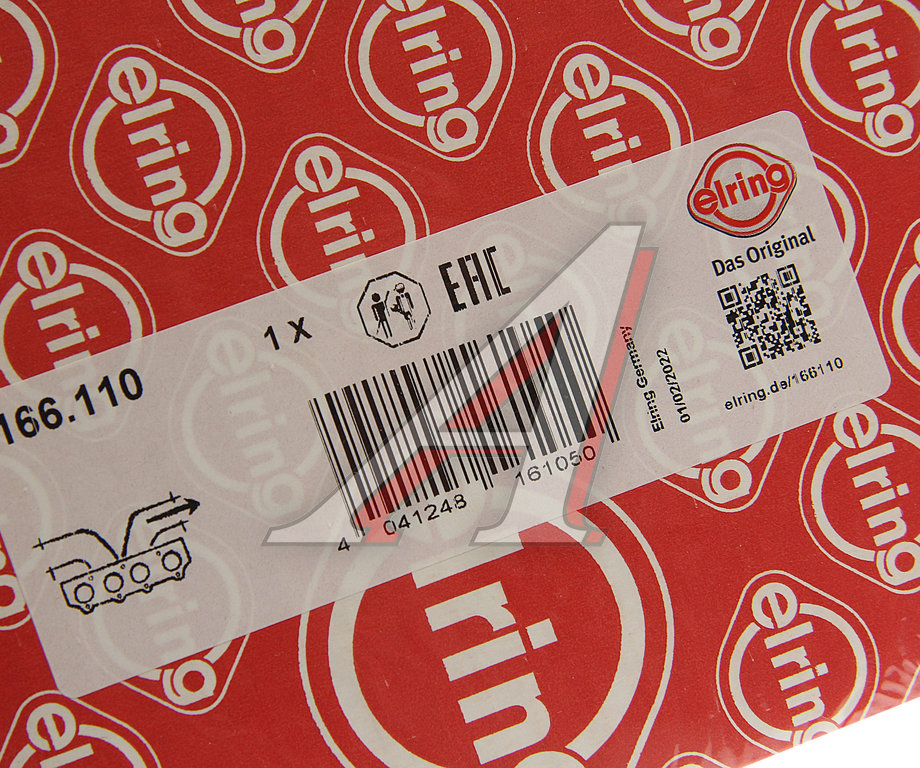 elring
elring
elring
elring
elring
elring
elring
elring
Das Original
1 x
EAC
166.110
Elring Germany
01/02/2022
elring.de/166110
4 041248 161050
elring
elring
elring
elring